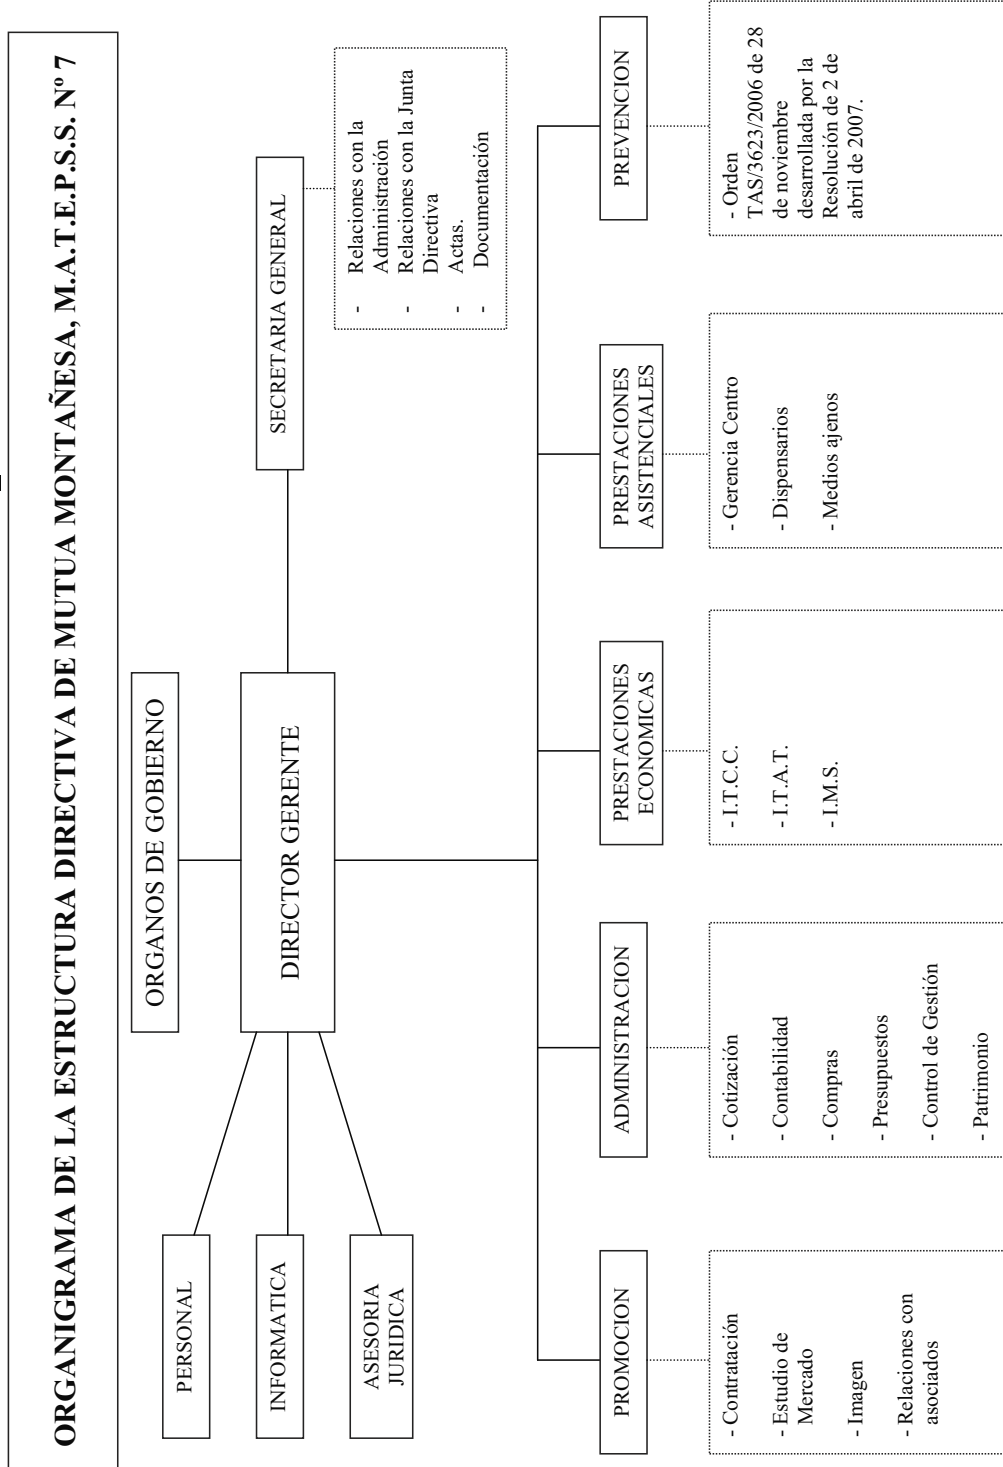 ORGANIGRAMA DE LA ESTRUCTURA DIRECTIVA DE MUTUA MONTAÑESA, M.A.T.E.P.S.S. Nº 7
ORGANOS DE GOBIERNO
DIRECTOR GERENTE
PERSONAL
INFORMATICA
ASESORIA
JURIDICA
SECRETARIA GENERAL
- Relaciones con la
Administración
- Relaciones con la Junta
Directiva
- Actas.
- Documentación
PROMOCION
- Contratación
- Estudio de
Mercado
- Imagen
- Relaciones con
asociados
ADMINISTRACION
- Cotización
- Contabilidad
- Compras
- Presupuestos
- Control de Gestión
- Patrimonio
PRESTACIONES
ECONOMICAS
- I.T.C.C.
- I.T.A.T.
- I.M.S.
PRESTACIONES
ASISTENCIALES
- Gerencia Centro
- Dispensarios
- Medios ajenos
PREVENCION
- Orden
TAS/3623/2006 de 28
de noviembre
desarrollada por la
Resolución de 2 de
abril de 2007.